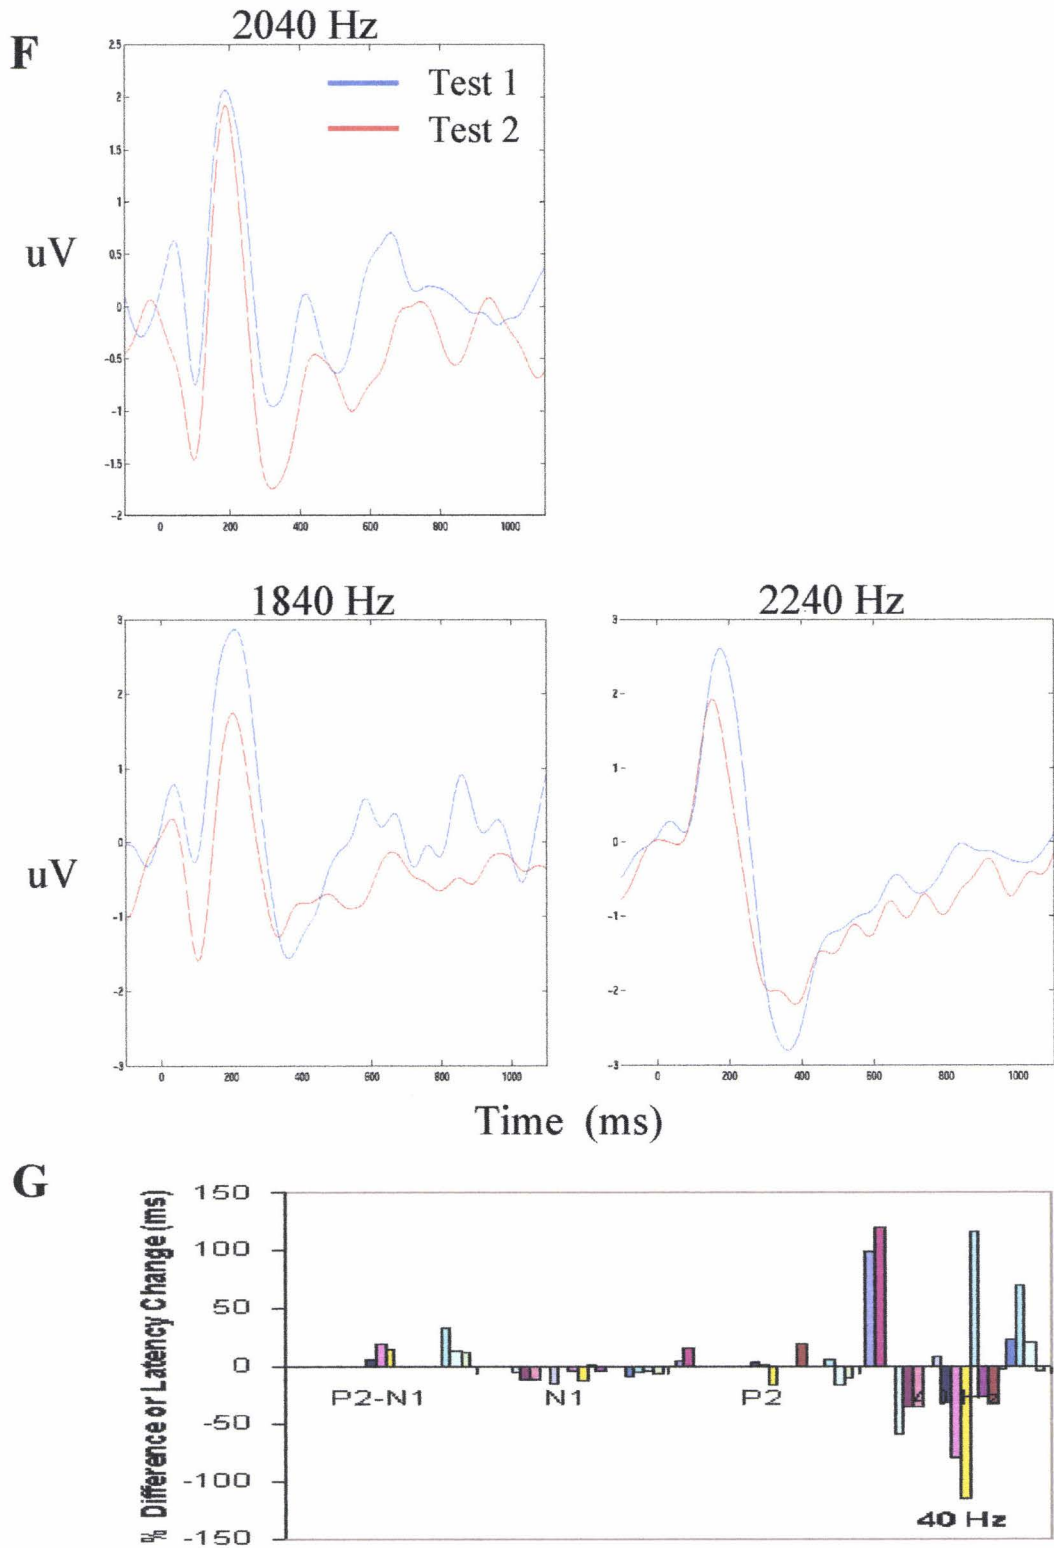 F
2040 Hz
Test 1
Test 2
uV
2.5
2
1.5
1
0.5
0
-0.5
-1
-1.5
-2
0 200 400 600 800 1000
1840 Hz
2240 Hz
uV
3
2
1
0
-1
-2
-3
0 200 400 600 800 1000
3
2
1
0
-1
-2
-3
0 200 400 600 800 1000
Time (ms)
G
% Difference or Latency Change (ms)
150
100
50
0
-50
-100
-150
P2-N1
N1
P2
40 Hz